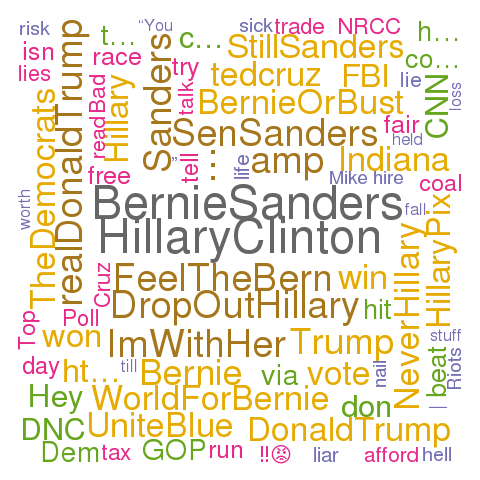 risk
"You
sick
trade
NRCC
h…
isn
t…
c…
StillSanders
co…
lies
race
try
tedcruz
FBI
lie
Bad
read
Hillary
Sanders
talk
BernieOrBust
CNN
loss
realDonaldTrump
TheDemocrats
SenSanders
fair
held
”
tell
…
amp
Indiana
free
life
Mike
hire
coal
worth
BernieSanders
fall
HillaryClinton
HillaryPix
NeverHillary
Cruz
FeelTheBern
win
DropOutHillary
hit
Top
Poll
won
ImWithHer
Trump
stuff
day
ht…
till
Bernie
via
vote
nail
beat
Riots
Hey
WorldForBernie
don
|
DNC
UniteBlue
DonaldTrump
Dem
tax
GOP
run
‼😡
liar
afford
hell